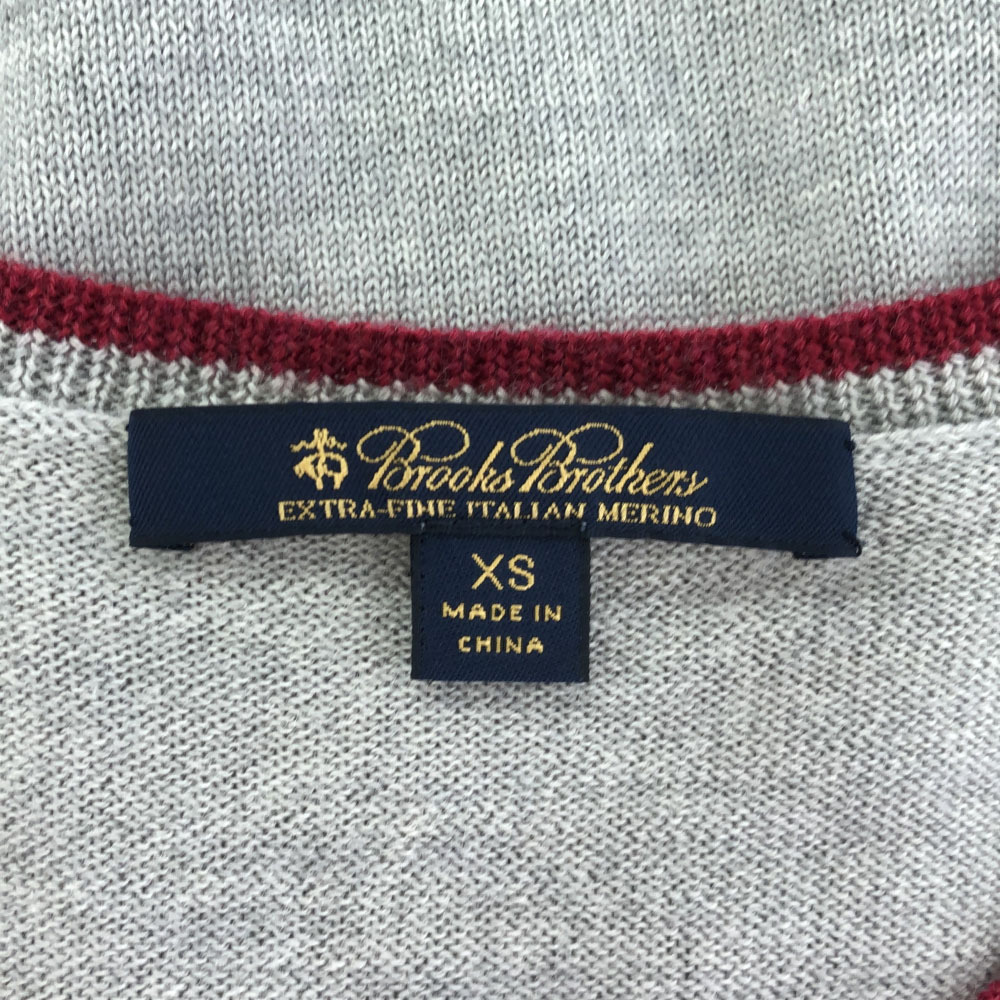 Brooks Brothers
EXTRA-FINE ITALIAN MERINO
XS
MADE IN
CHINA